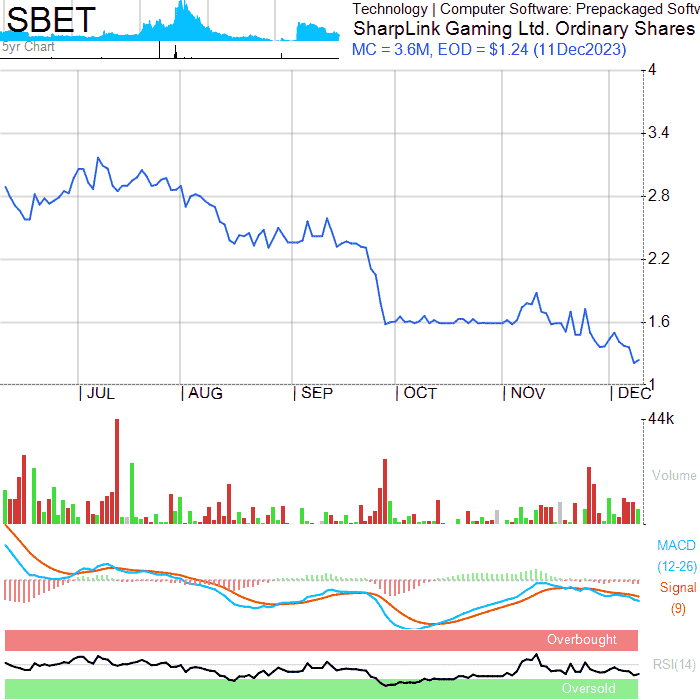 SBET
5yr Chart
Technology | Computer Software: Prepackaged Softw
SharpLink Gaming Ltd. Ordinary Shares
MC = 3.6M, EOD = $1.24 (11Dec2023)
4
3.4
2.8
2.2
1.6
1
JUL AUG SEP OCT NOV DEC
44k
Volume
MACD
(12-26)
Signal
(9)
Overbought
RSI(14)
Oversold